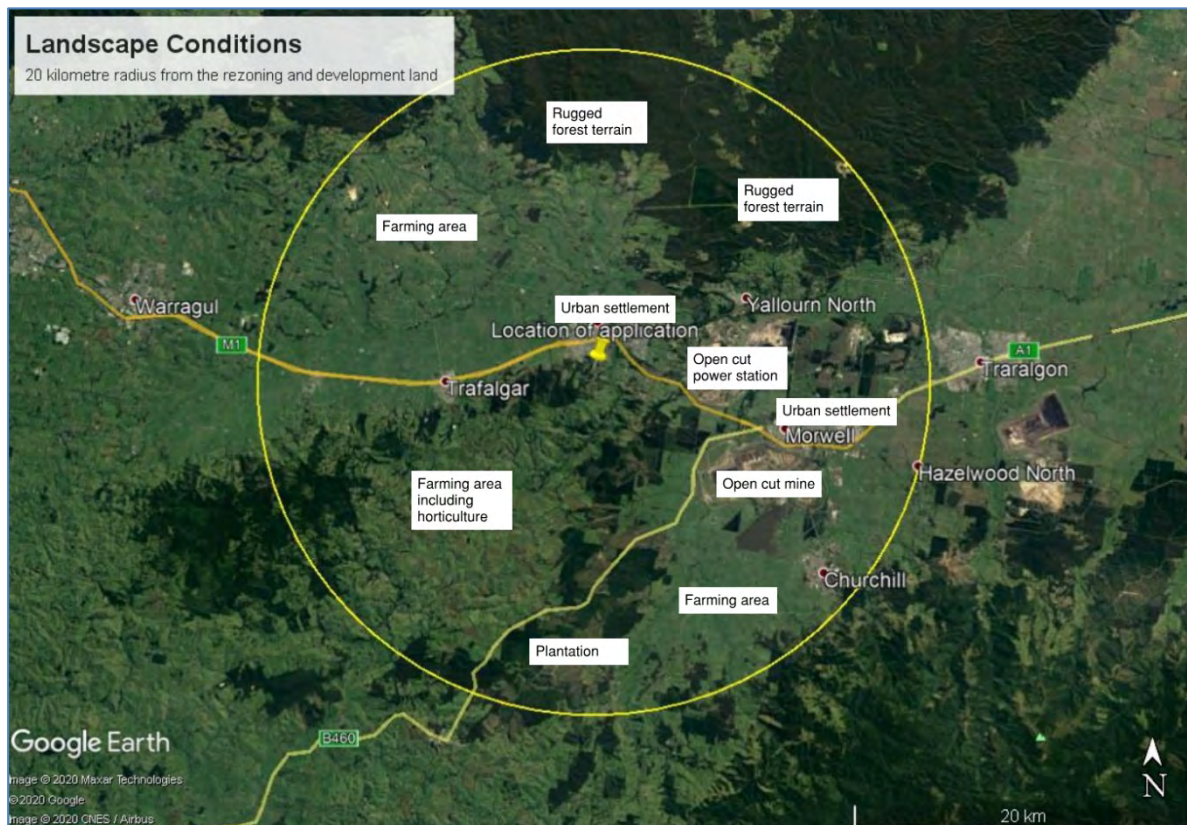 Landscape Conditions
20 kilometre radius from the rezoning and development land
Rugged
forest terrain
Rugged
forest terrain
Farming area
Warragul
Urban settlement
Yallourn North
Location of application
M1
A1
Open cut
power station
Traralgon
Trafalgar
Urban settlement
Morwell
Hazelwood North
Farming area
including
horticulture
Open cut mine
Churchill
Farming area
Plantation
B460
Google Earth
Image © 2020 Maxar Technologies
© 2020 Google
Image © 2020 CNES / Airbus
N
20 km